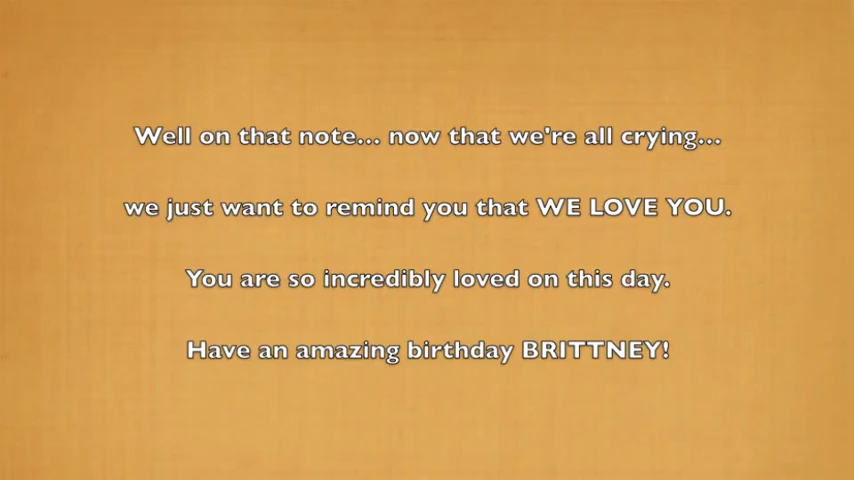 Well on that note... now that we're all crying...
we just want to remind you that WE LOVE YOU.
You are so incredibly loved on this day.
Have an amazing birthday BRITTNEY!